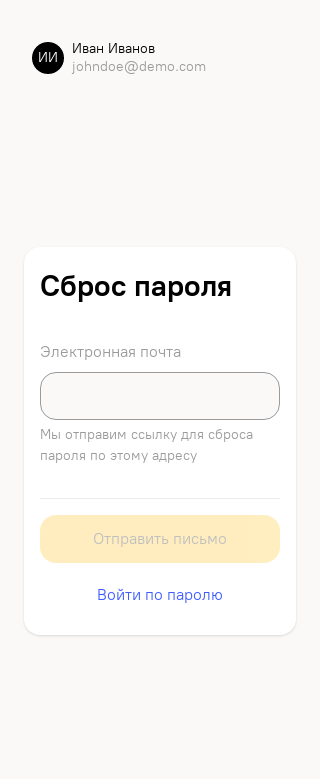 ИИ
Иван Иванов
johndoe@demo.com
Сброс пароля
Электронная почта
Мы отправим ссылку для сброса
пароля по этому адресу
Отправить письмо
Войти по паролю